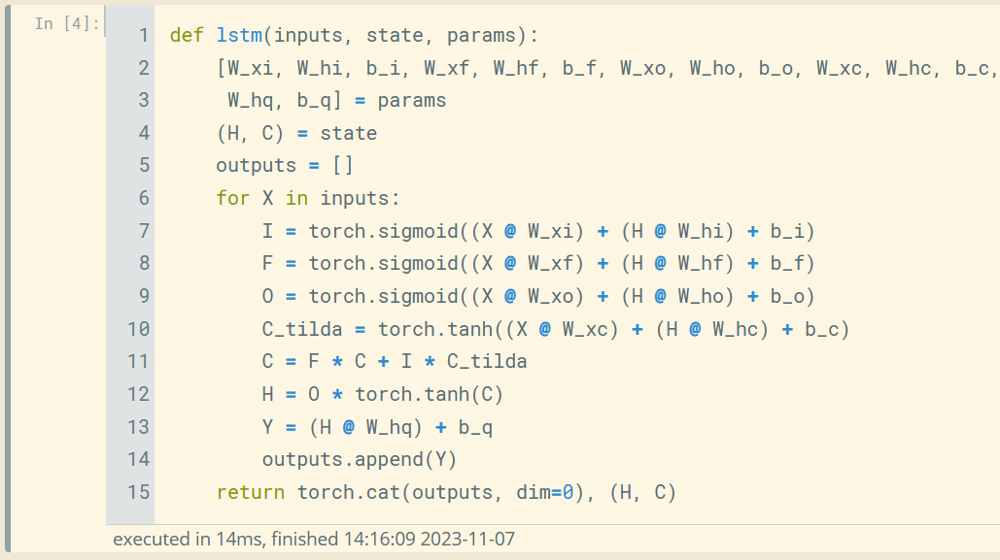 In [4]:
1 def lstm(inputs, state, params):
2     [W_xi, W_hi, b_i, W_xf, W_hf, b_f, W_xo, W_ho, b_o, W_xc, W_hc, b_c,
3      W_hq, b_q] = params
4     (H, C) = state
5     outputs = []
6     for X in inputs:
7         I = torch.sigmoid((X @ W_xi) + (H @ W_hi) + b_i)
8         F = torch.sigmoid((X @ W_xf) + (H @ W_hf) + b_f)
9         O = torch.sigmoid((X @ W_xo) + (H @ W_ho) + b_o)
10         C_tilda = torch.tanh((X @ W_xc) + (H @ W_hc) + b_c)
11         C = F * C + I * C_tilda
12         H = O * torch.tanh(C)
13         Y = (H @ W_hq) + b_q
14         outputs.append(Y)
15     return torch.cat(outputs, dim=0), (H, C)
executed in 14ms, finished 14:16:09 2023-11-07